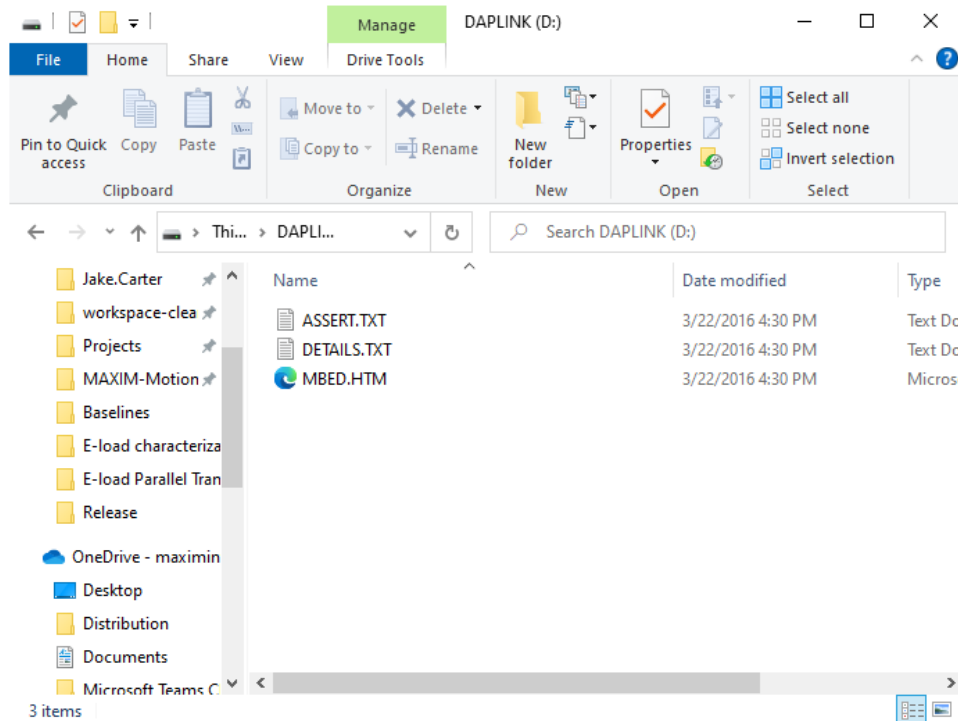 Manage
DAPLINK (D:)
File
Home
Share
View
Drive Tools
Pin to Quick access
Copy
Paste
Move to
Copy to
Delete
Rename
New folder
Properties
Select all
Select none
Invert selection
Clipboard
Organize
New
Open
Select
Thi... > DAPLI...
Search DAPLINK (D:)
Name
Date modified
Type
Jake.Carter
workspace-clea
Projects
MAXIM-Motion
Baselines
E-load characteriza
E-load Parallel Tran
Release
OneDrive - maximin
Desktop
Distribution
Documents
Microsoft Teams C
ASSERT.TXT 3/22/2016 4:30 PM Text Do
DETAILS.TXT 3/22/2016 4:30 PM Text Do
MBED.HTM 3/22/2016 4:30 PM Micros
3 items